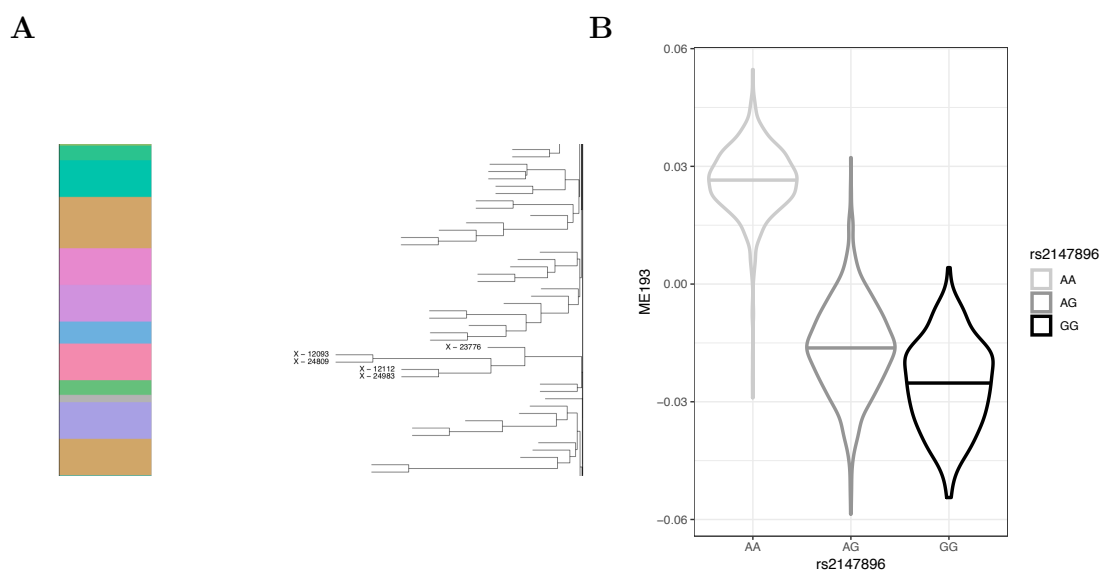 A
X − 23776
X − 12093
X − 24809
X − 12112
X − 24983
B
0.06
0.03
0.00
−0.03
−0.06
ME193
AA
AG
GG
rs2147896
rs2147896
AA
AG
GG